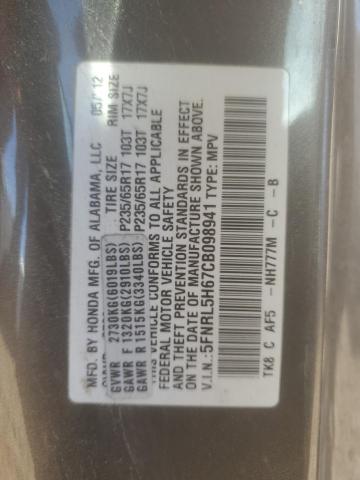 MFD. BY HONDA MFG. OF ALABAMA, LLC 05/12
GVWR 2730KG(6019LBS) TIRE SIZE RIM SIZE
GAWR F 1320KG(2910LBS) P235/65R17 103T 17X7J
GAWR R 1515KG(3340LBS) P235/65R17 103T 17X7J
THIS VEHICLE CONFORMS TO ALL APPLICABLE
FEDERAL MOTOR VEHICLE SAFETY
AND THEFT PREVENTION STANDARDS IN EFFECT
ON THE DATE OF MANUFACTURE SHOWN ABOVE.
V.I.N.:5FNRL5H67CB098941 TYPE: MPV
TK8 C AF5 -NH777M -C -B